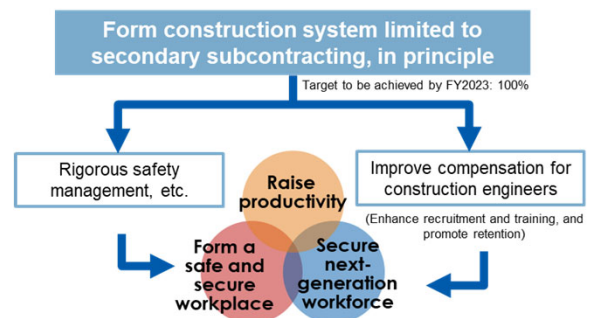 Form construction system limited to
secondary subcontracting, in principle
Target to be achieved by FY2023: 100%
Rigorous safety
management, etc.
Improve compensation for
construction engineers
(Enhance recruitment and training, and
promote retention)
Raise
productivity
Form a
safe and
secure
workplace
Secure
next-
generation
workforce